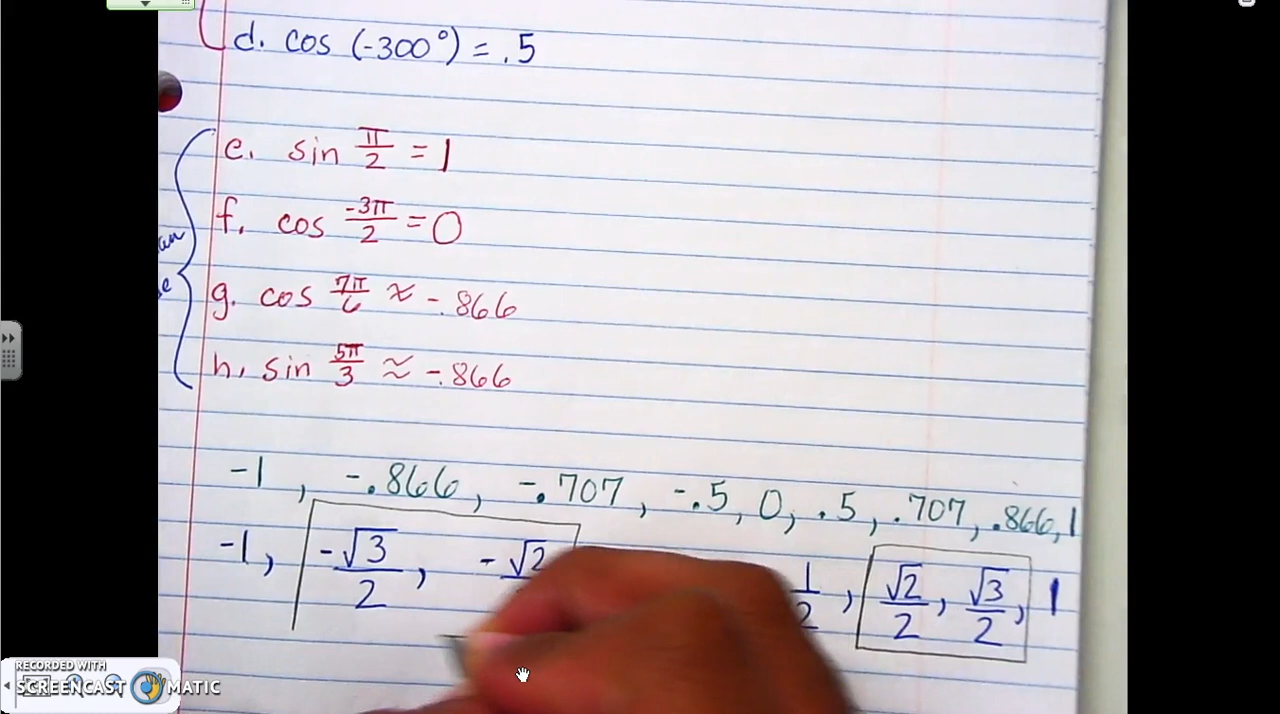 d. cos (-300°) = .5
e. sin π/2 = 1
f. cos -3π/2 = 0
g. cos 7π/6 ≈ -.866
h. sin 5π/3 ≈ -.866
-1, -.866, -.707, -.5, 0, .5, .707, .866, 1
-1, -√3/2, -√2 1/2, √2/2, √3/2, 1
RECORDED WITH
SCREENCAST MATIC